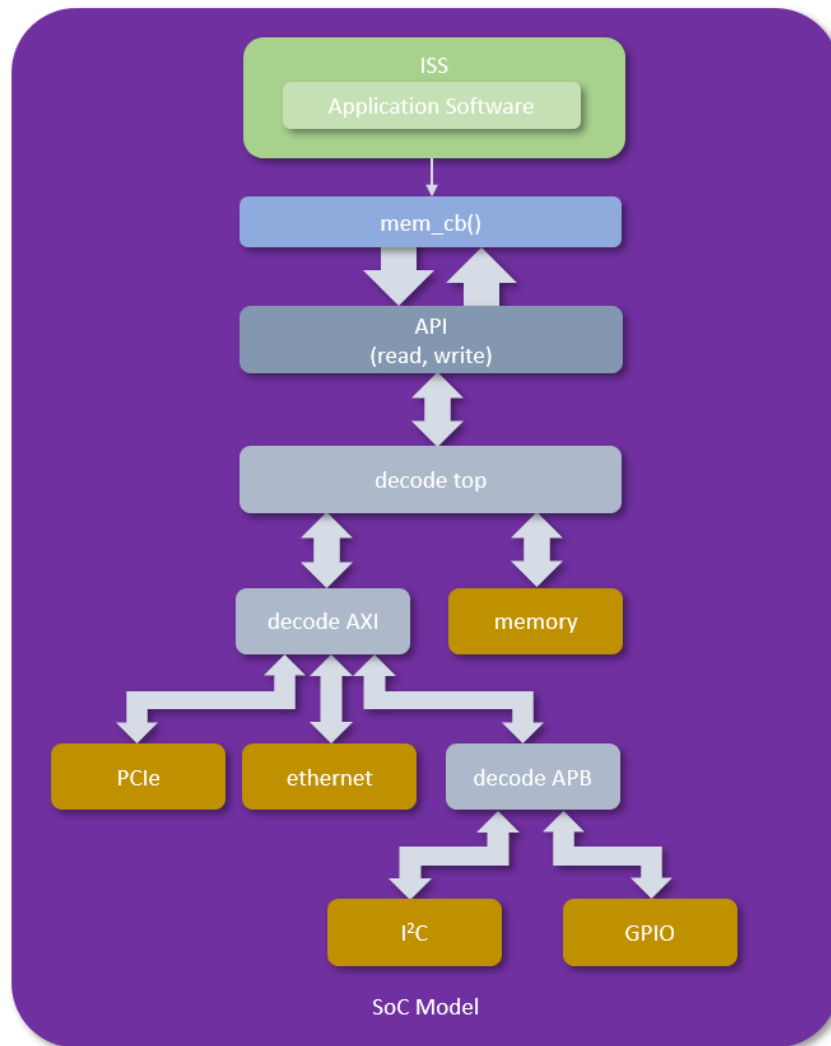 ISS
Application Software
mem_cb()
API
(read, write)
decode top
decode AXI
memory
PCIe
ethernet
decode APB
I²C
GPIO
SoC Model